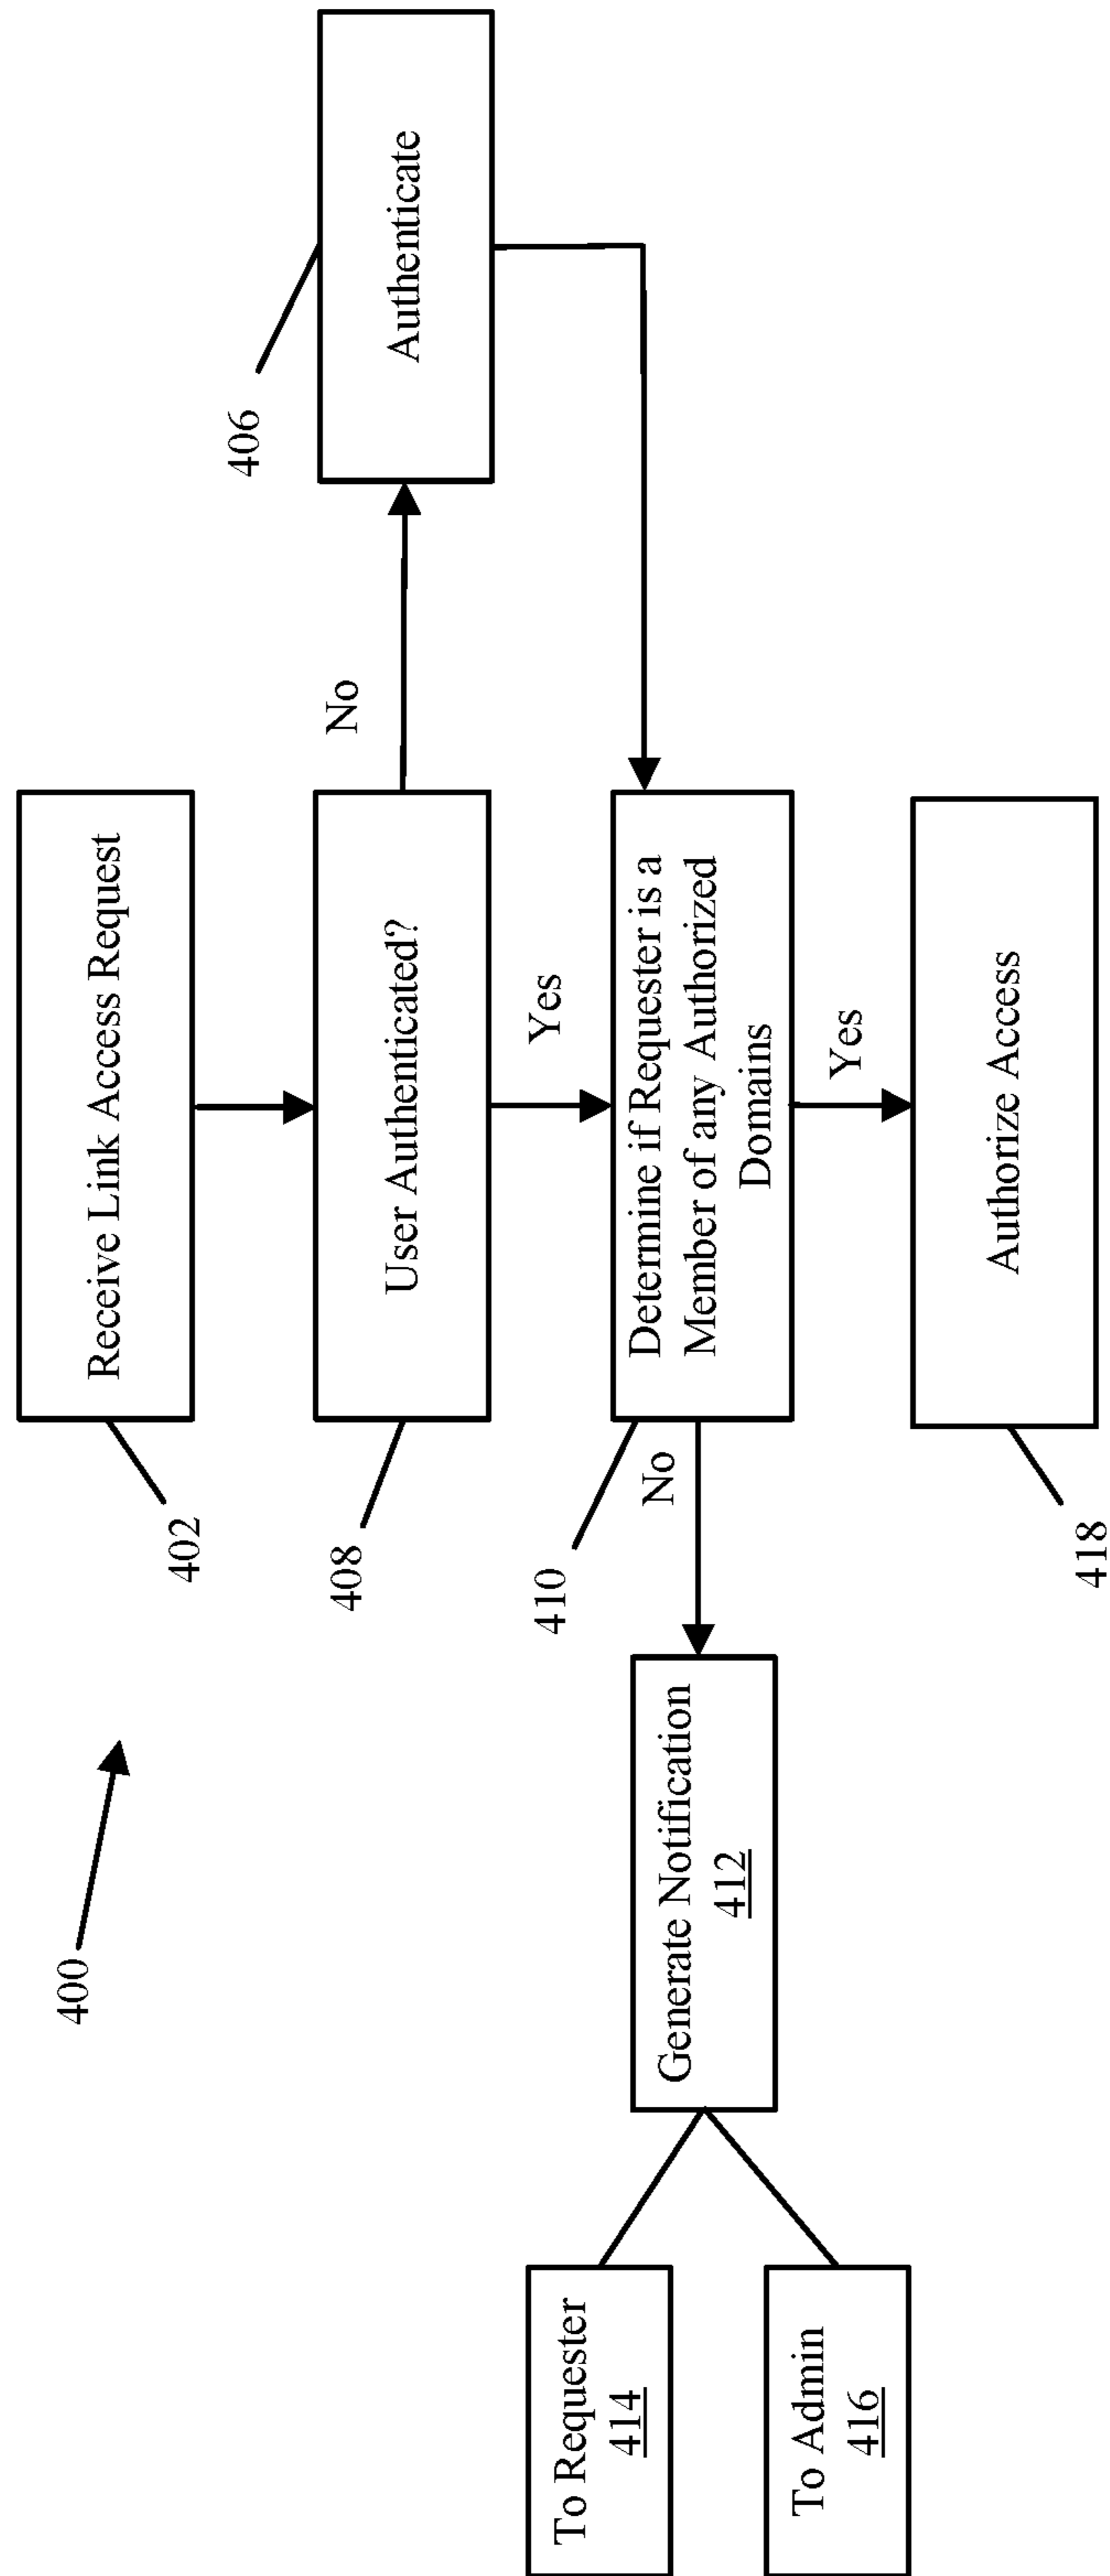 400
402
Receive Link Access Request
408
User Authenticated?
No
406
Authenticate
Yes
410
Determine if Requester is a
Member of any Authorized
Domains
No
Generate Notification
412
To Requester
414
To Admin
416
Yes
418
Authorize Access